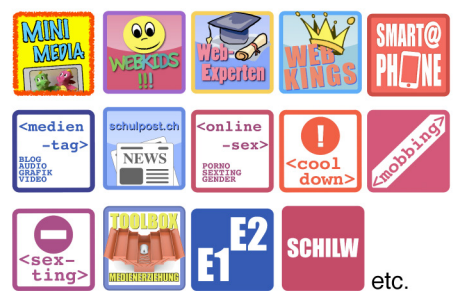 MINI
MEDIA
WEBKIDS
!!!
Web
Experten
WEB
KINGS
SMART@
PHONE
<medien
-tag>
BLOG
AUDIO
GRAFIK
VIDEO
schulpost.ch
NEWS
<online
-sex>
PORNO
SEXTING
GENDER
!
<cool
down>
<mobbing>
<sex-
ting>
TOOLBOX
MEDIENERZIEHUNG
E1 E2
SCHILW
etc.